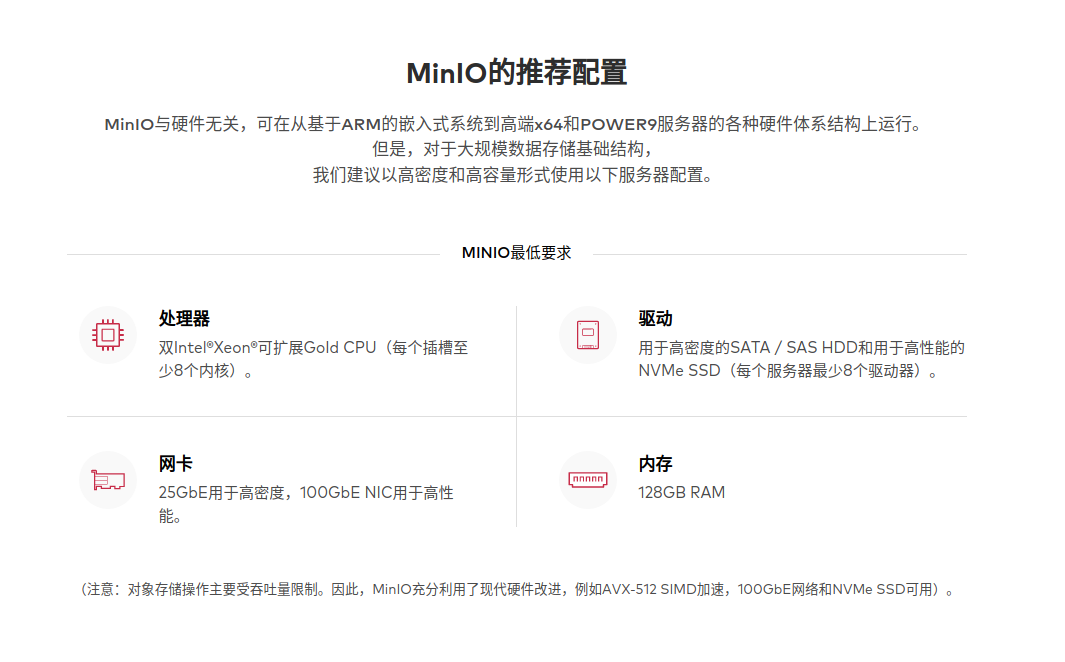 MinIO的推荐配置
MinIO与硬件无关，可在从基于ARM的嵌入式系统到高端x64和POWER9服务器的各种硬件体系结构上运行。
但是，对于大规模数据存储基础结构，
我们建议以高密度和高容量形式使用以下服务器配置。
MINIO最低要求
处理器
双Intel®Xeon®可扩展Gold CPU（每个插槽至
少8个内核）。
驱动
用于高密度的SATA / SAS HDD和用于高性能的
NVMe SSD（每个服务器最少8个驱动器）。
网卡
25GbE用于高密度，100GbE NIC用于高性
能。
内存
128GB RAM
（注意：对象存储操作主要受吞吐量限制。因此，MinIO充分利用了现代硬件改进，例如AVX-512 SIMD加速，100GbE网络和NVMe SSD可用）。